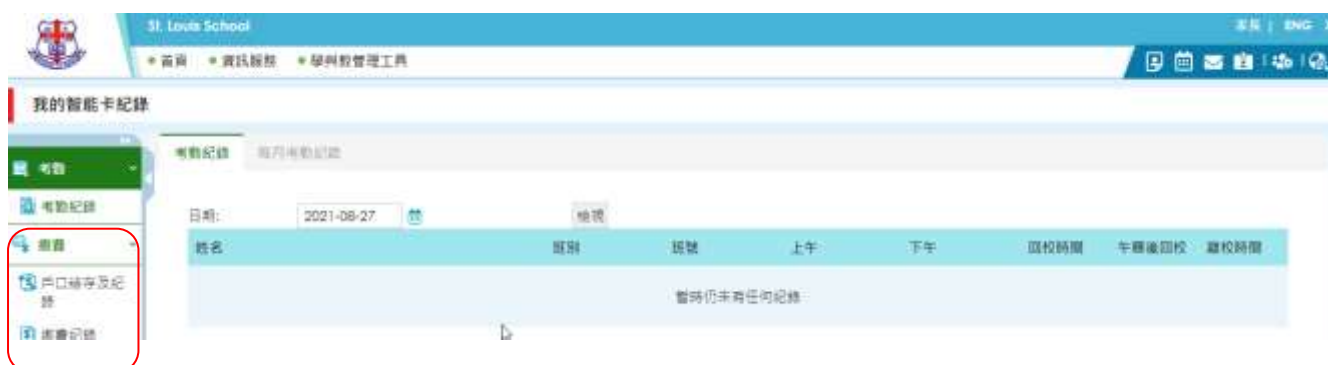 St. Louis School
家長 | ENG
首頁 資訊服務 學與教管理工具
我的智能卡紀錄
考勤紀錄 每月考勤紀錄
考勤
考勤紀錄
日期: 2021-08-27 檢視
繳費
姓名 班別 班號 上午 下午 回校時間 午膳後回校 離校時間
戶口結存及紀
錄
暫時仍未有任何紀錄
繳費紀錄